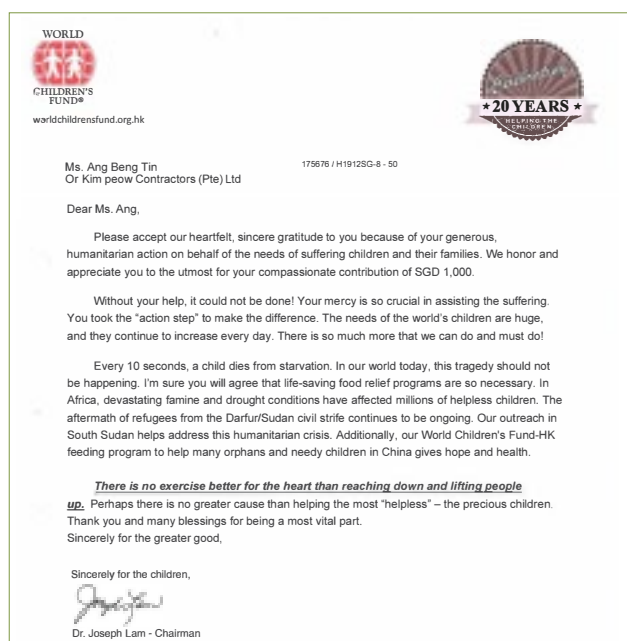 WORLD
CHILDREN'S
FUND®
worldchildrensfund.org.hk
20 YEARS
HELPING THE
CHILDREN
Ms. Ang Beng Tin
Or Kim peow Contractors (Pte) Ltd
175676 / H1912SG-8 - 50
Dear Ms. Ang,
Please accept our heartfelt, sincere gratitude to you because of your generous,
humanitarian action on behalf of the needs of suffering children and their families. We honor and
appreciate you to the utmost for your compassionate contribution of SGD 1,000.
Without your help, it could not be done! Your mercy is so crucial in assisting the suffering.
You took the “action step” to make the difference. The needs of the world's children are huge,
and they continue to increase every day. There is so much more that we can do and must do!
Every 10 seconds, a child dies from starvation. In our world today, this tragedy should not
be happening. I'm sure you will agree that life-saving food relief programs are so necessary. In
Africa, devastating famine and drought conditions have affected millions of helpless children. The
aftermath of refugees from the Darfur/Sudan civil strife continues to be ongoing. Our outreach in
South Sudan helps address this humanitarian crisis. Additionally, our World Children's Fund-HK
feeding program to help many orphans and needy children in China gives hope and health.
There is no exercise better for the heart than reaching down and lifting people
up. Perhaps there is no greater cause than helping the most “helpless” – the precious children.
Thank you and many blessings for being a most vital part.
Sincerely for the greater good,
Sincerely for the children,
Dr. Joseph Lam - Chairman